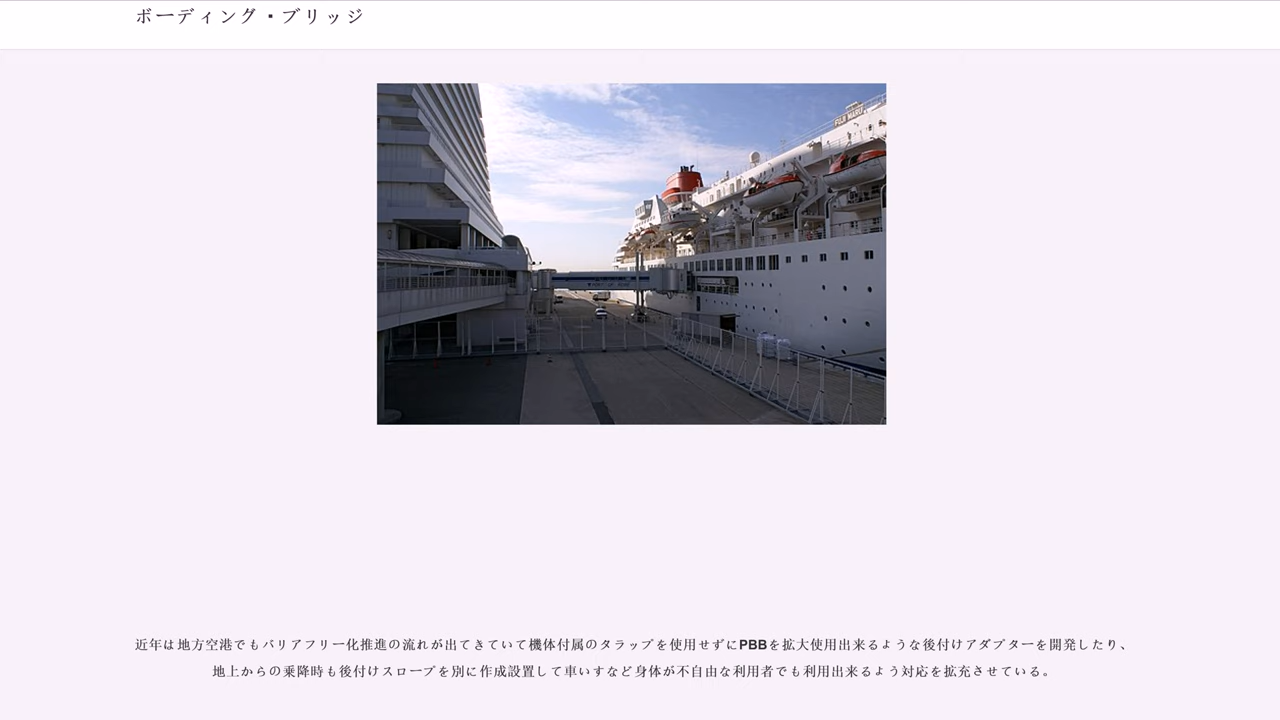 ボーディング・ブリッジ
FUJI MARU
近年は地方空港でもバリアフリー化推進の流れが出てきていて機体付属のタラップを使用せずにPBBを拡大使用出来るような後付けアダプターを開発したり、
地上からの乗降時も後付けスロープを別に作成設置して車いすなど身体が不自由な利用者でも利用出来るよう対応を拡充させている。